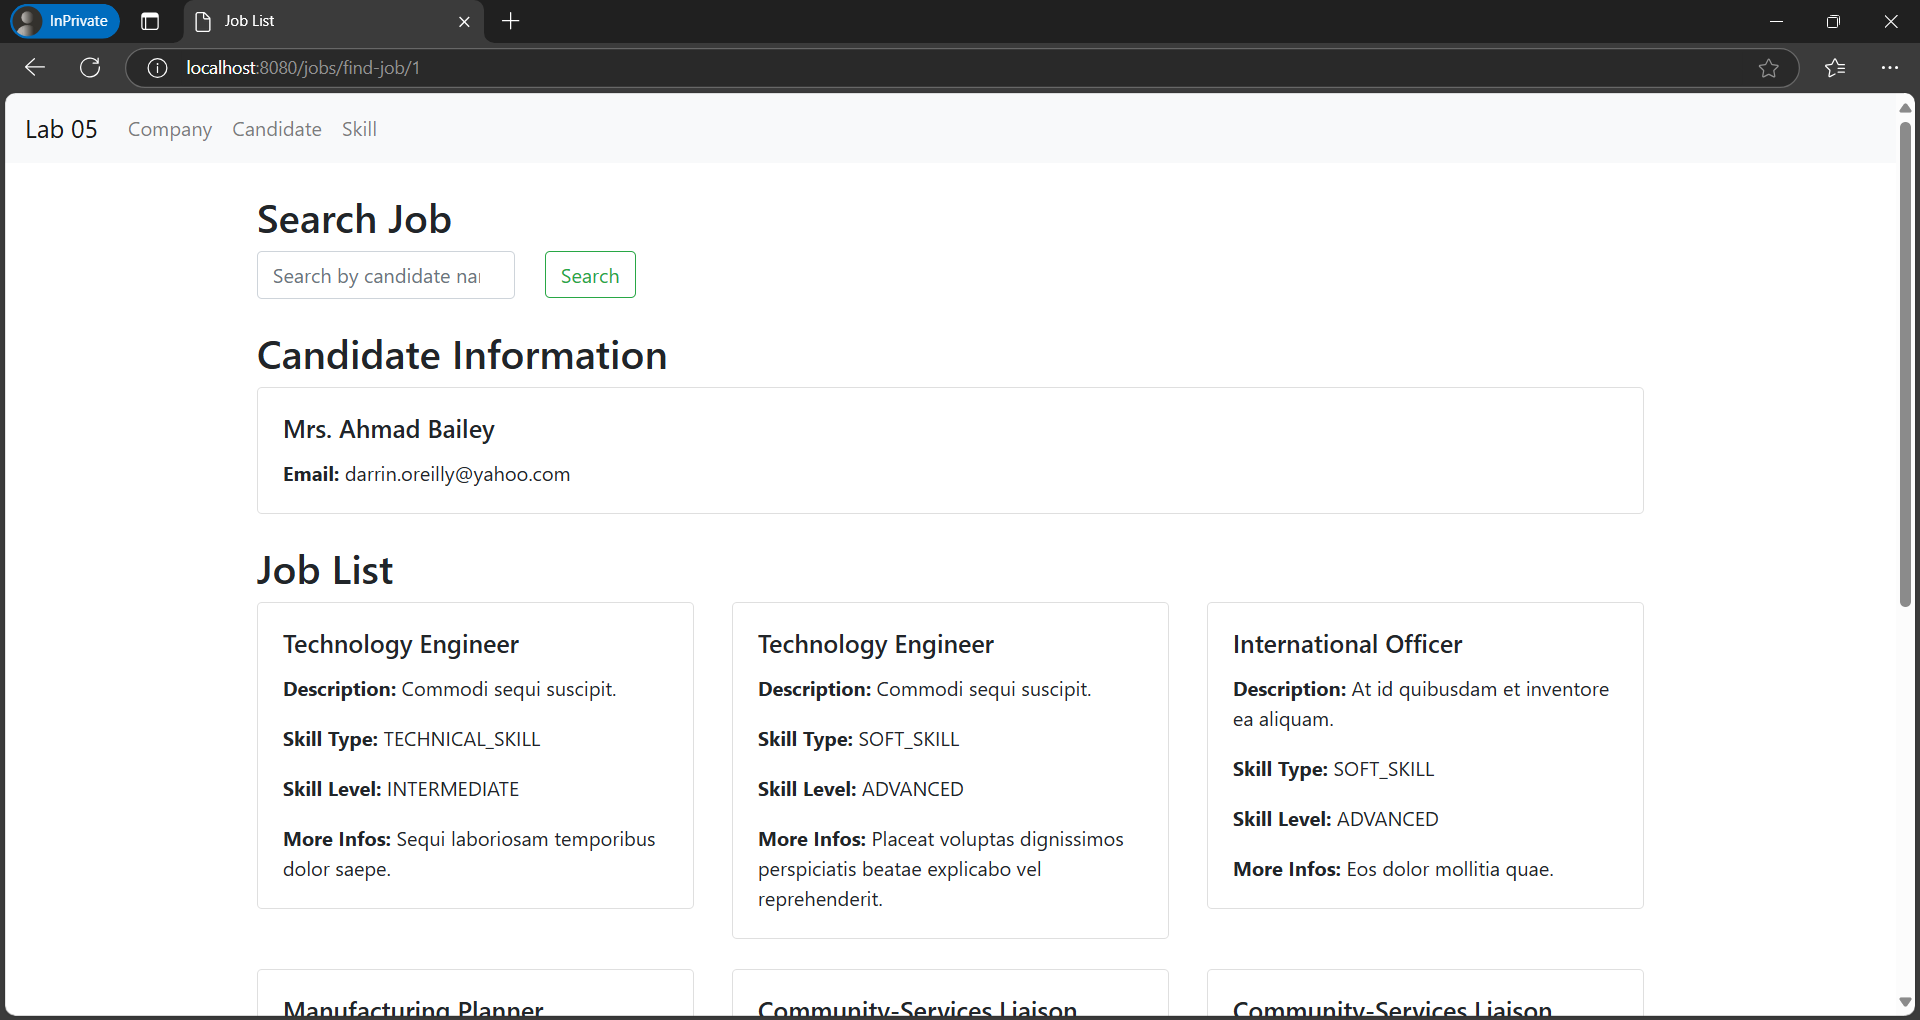 InPrivate
Job List
localhost:8080/jobs/find-job/1
Lab 05
Company Candidate Skill
Search Job
Search by candidate nar
Search
Candidate Information
Mrs. Ahmad Bailey
Email: darrin.oreilly@yahoo.com
Job List
Technology Engineer
Description: Commodi sequi suscipit.
Skill Type: TECHNICAL_SKILL
Skill Level: INTERMEDIATE
More Infos: Sequi laboriosam temporibus
dolor saepe.
Technology Engineer
Description: Commodi sequi suscipit.
Skill Type: SOFT_SKILL
Skill Level: ADVANCED
More Infos: Placeat voluptas dignissimos
perspiciatis beatae explicabo vel
reprehenderit.
International Officer
Description: At id quibusdam et inventore
ea aliquam.
Skill Type: SOFT_SKILL
Skill Level: ADVANCED
More Infos: Eos dolor mollitia quae.
Manufacturing Planner
Community-Services Liaison
Community-Services Liaison